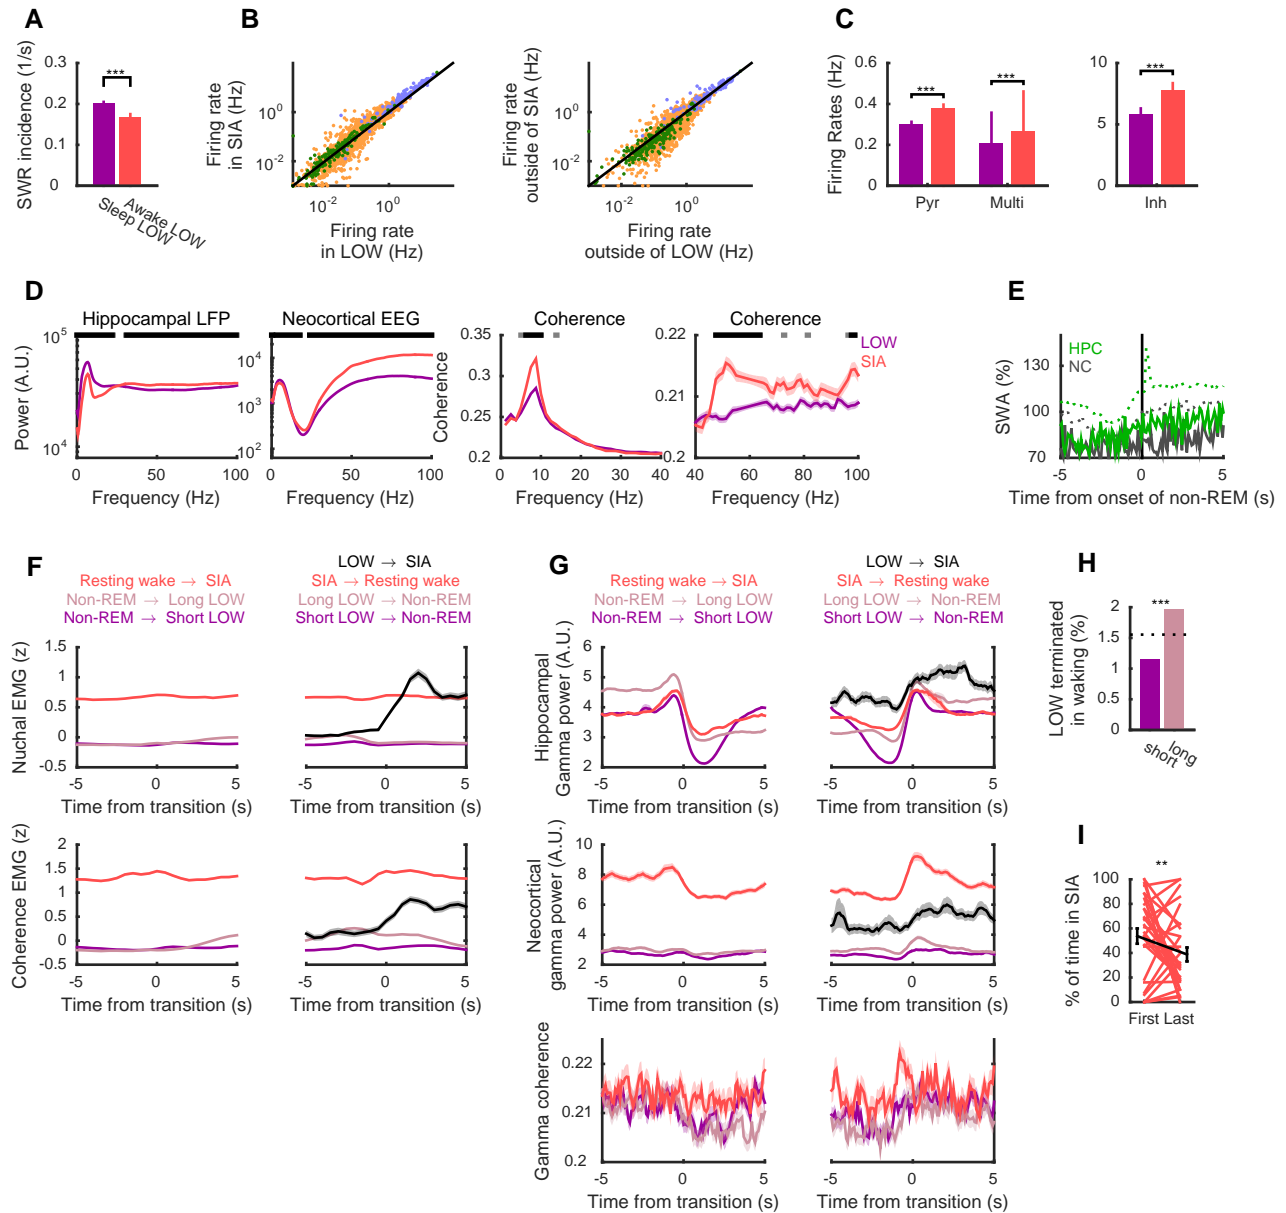 A
SWR incidence (1/s)
0.3
0.2
0.1
0
***
Sleep LOW
Awake LOW
B
Firing rate
in SIA (Hz)
10^0
10^-2
10^-2
10^0
Firing rate
in LOW (Hz)
Firing rate
outside of SIA (Hz)
10^0
10^-2
10^-2
10^0
Firing rate
outside of LOW (Hz)
C
Firing Rates (Hz)
0.6
0.4
0.2
0
***
***
Pyr
Multi
10
5
0
***
Inh
D
Hippocampal LFP
Power (A.U.)
10^5
10^4
0
50
100
Frequency (Hz)
Neocortical EEG
10^4
10^3
10^2
0
50
100
Frequency (Hz)
Coherence
Coherence
0.35
0.3
0.25
0.2
0
10
20
30
40
Frequency (Hz)
Coherence
0.22
0.21
0.2
40
60
80
100
Frequency (Hz)
LOW
SIA
E
HPC
NC
SWA (%)
130
100
70
-5
0
5
Time from onset of non-REM (s)
F
Resting wake → SIA
Non-REM → Long LOW
Non-REM → Short LOW
LOW → SIA
SIA → Resting wake
Long LOW → Non-REM
Short LOW → Non-REM
Nuchal EMG (z)
1.5
1
0.5
0
-0.5
-5
0
5
Time from transition (s)
-5
0
5
Time from transition (s)
Coherence EMG (z)
2
1.5
1
0.5
0
-0.5
-5
0
5
Time from transition (s)
-5
0
5
Time from transition (s)
G
Resting wake → SIA
Non-REM → Long LOW
Non-REM → Short LOW
LOW → SIA
SIA → Resting wake
Long LOW → Non-REM
Short LOW → Non-REM
Hippocampal
Gamma power (A.U.)
6
5
4
3
2
-5
0
5
Time from transition (s)
-5
0
5
Time from transition (s)
Neocortical
gamma power (A.U.)
10
8
6
4
2
-5
0
5
Time from transition (s)
-5
0
5
Time from transition (s)
Gamma coherence
0.22
0.21
0.2
-5
0
5
Time from transition (s)
-5
0
5
Time from transition (s)
H
LOW terminated
in waking (%)
2
1.5
1
0.5
0
***
short
long
I
% of time in SIA
100
80
60
40
20
0
**
First Last